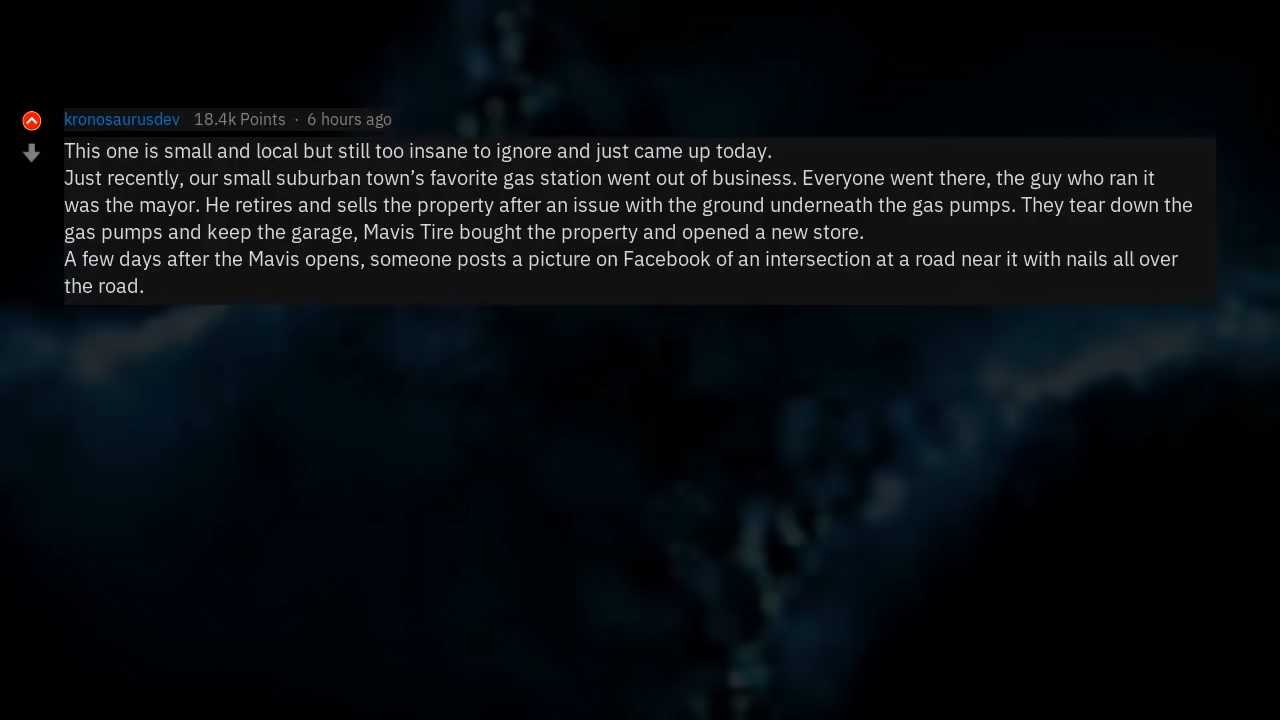 kronosaurusdev 18.4k Points · 6 hours ago
This one is small and local but still too insane to ignore and just came up today.
Just recently, our small suburban town’s favorite gas station went out of business. Everyone went there, the guy who ran it
was the mayor. He retires and sells the property after an issue with the ground underneath the gas pumps. They tear down the
gas pumps and keep the garage, Mavis Tire bought the property and opened a new store.
A few days after the Mavis opens, someone posts a picture on Facebook of an intersection at a road near it with nails all over
the road.